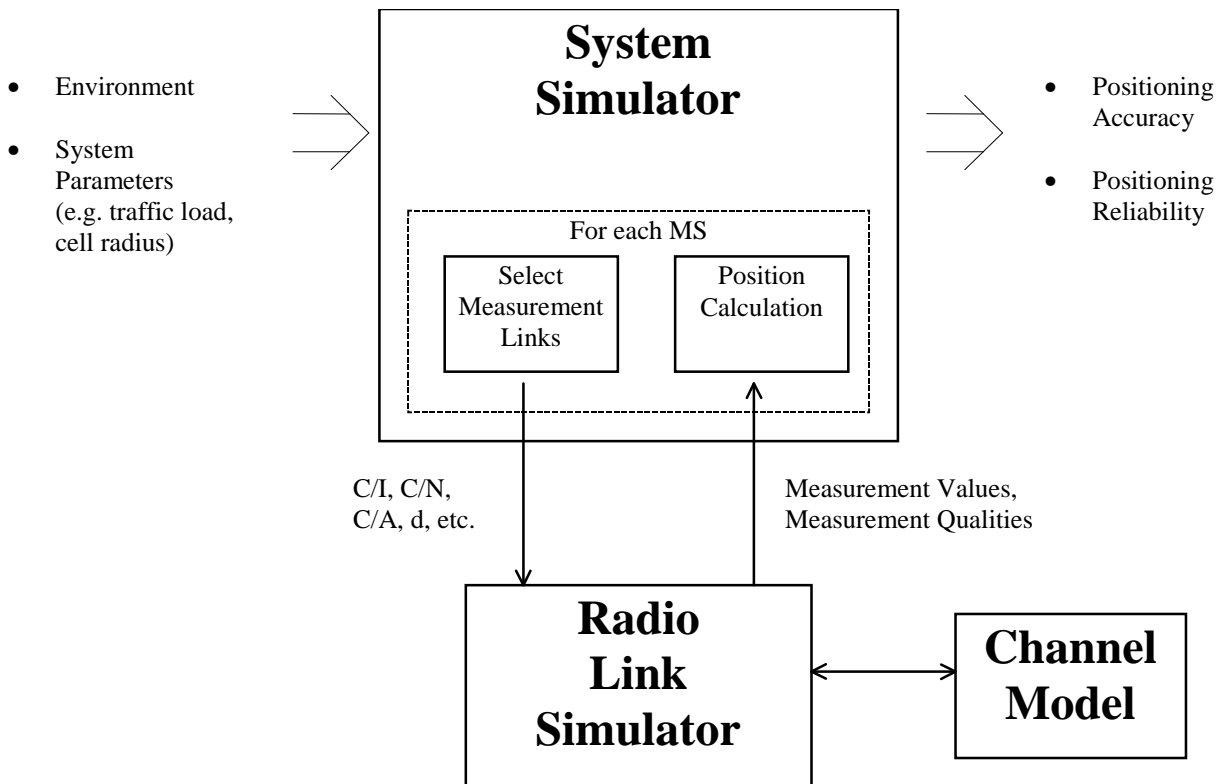 System
Simulator
• Environment
• System
Parameters
(e.g. traffic load,
cell radius)
• Positioning
Accuracy
• Positioning
Reliability
For each MS
Select
Measurement
Links
Position
Calculation
C/I, C/N,
C/A, d, etc.
Measurement Values,
Measurement Qualities
Radio
Link
Simulator
Channel
Model